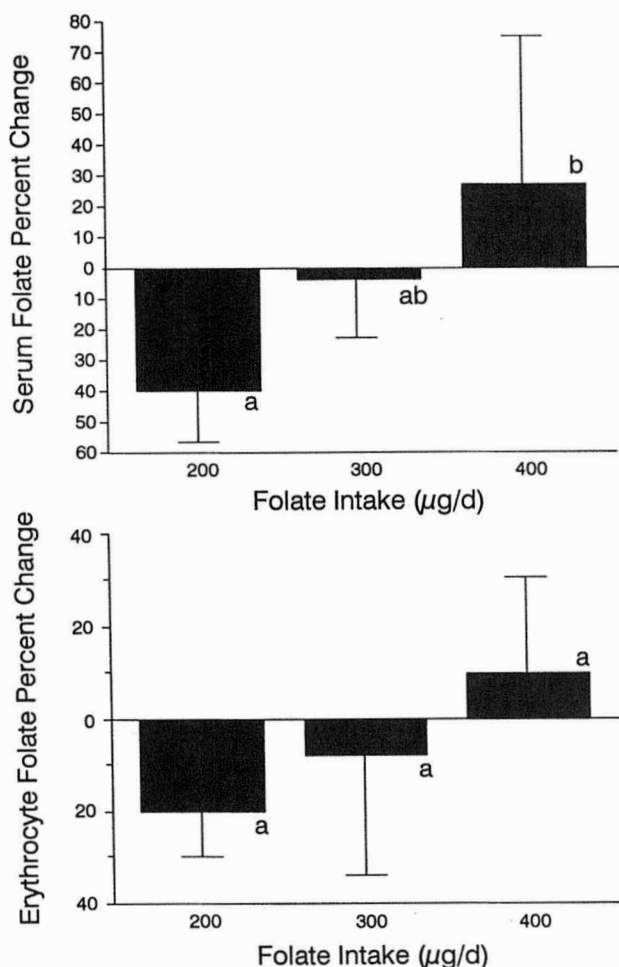 Serum Folate Percent Change
80
70
60
50
40
30
20
10
0
10
20
30
40
50
60
a
ab
b
200 300 400
Folate Intake (µg/d)
Erythrocyte Folate Percent Change
40
20
0
20
40
a
a
a
200 300 400
Folate Intake (µg/d)